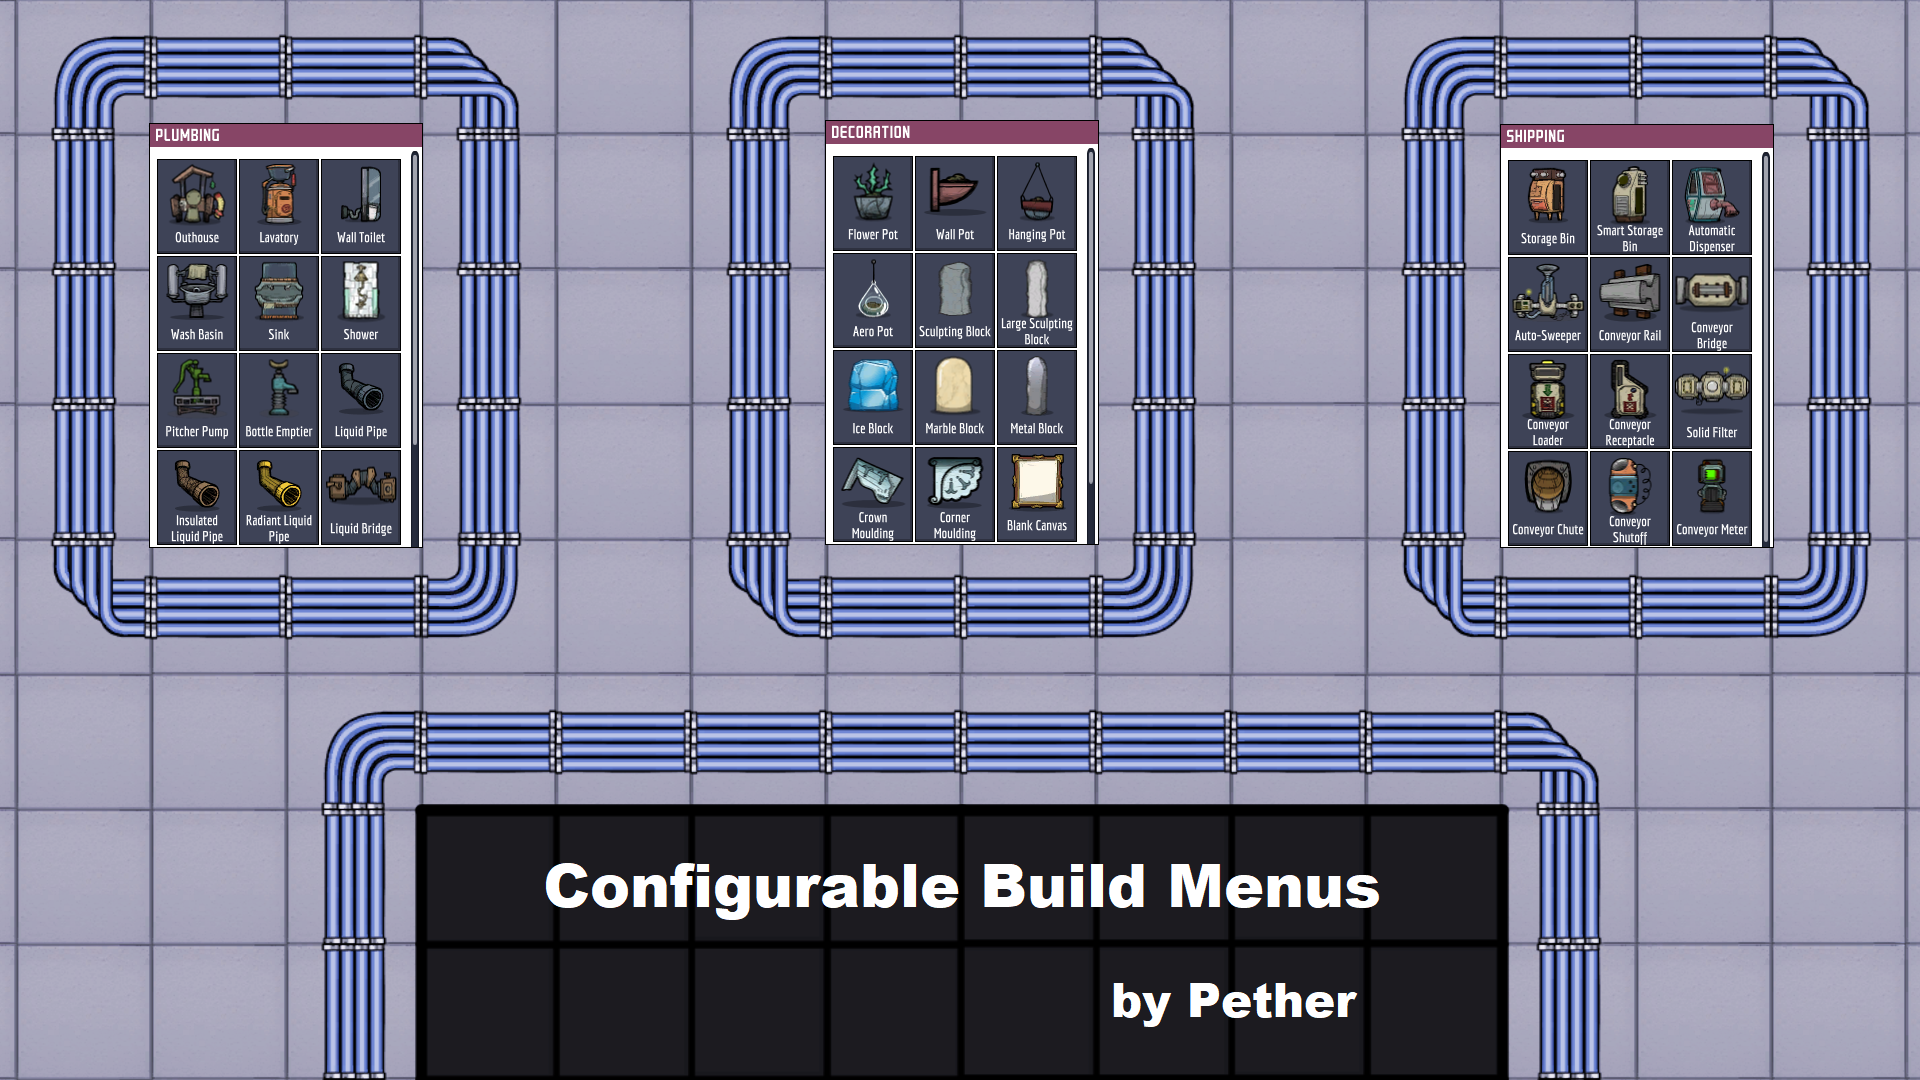 PLUMBING
Outhouse
Lavatory
Wall Toilet
Wash Basin
Sink
Shower
Pitcher Pump
Bottle Emptier
Liquid Pipe
Insulated
Liquid Pipe
Radiant Liquid
Pipe
Liquid Bridge
DECORATION
Flower Pot
Wall Pot
Hanging Pot
Aero Pot
Sculpting Block
Large Sculpting
Block
Ice Block
Marble Block
Metal Block
Crown
Moulding
Corner
Moulding
Blank Canvas
SHIPPING
Storage Bin
Smart Storage
Bin
Automatic
Dispenser
Auto-Sweeper
Conveyor Rail
Conveyor
Bridge
Conveyor
Loader
Conveyor
Receptacle
Solid Filter
Conveyor Chute
Conveyor
Shutoff
Conveyor Meter
Configurable Build Menus
by Pether